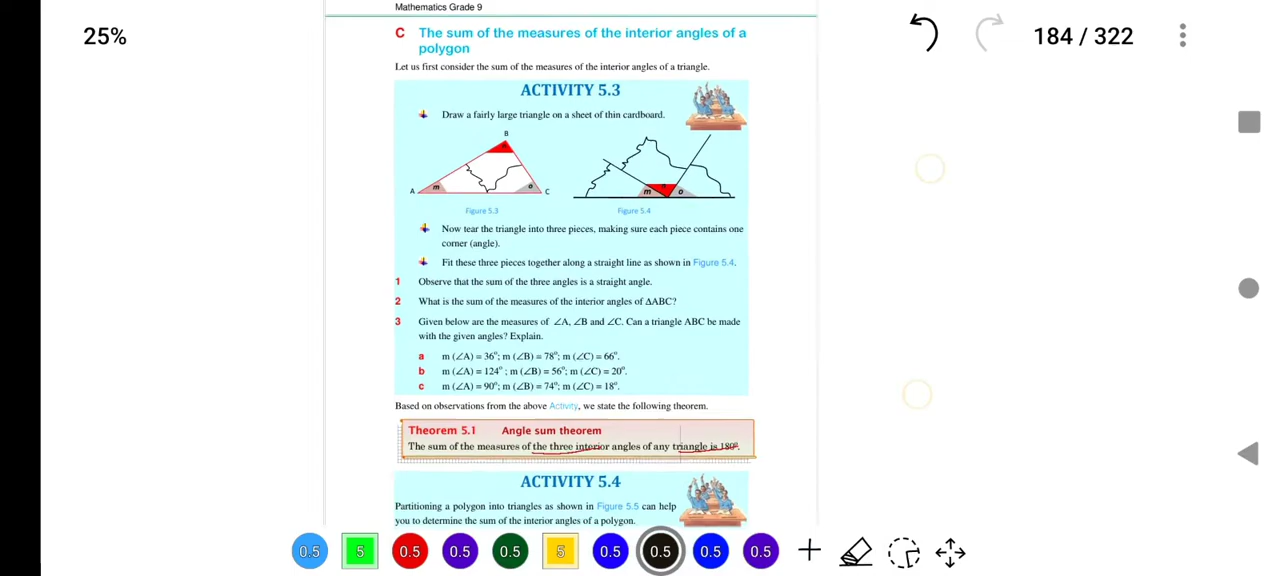 Mathematics Grade 9
25%
184 / 322
C The sum of the measures of the interior angles of a
polygon
Let us first consider the sum of the measures of the interior angles of a triangle.
ACTIVITY 5.3
Draw a fairly large triangle on a sheet of thin cardboard.
B
A m o C
m n o
Figure 5.3 Figure 5.4
Now tear the triangle into three pieces, making sure each piece contains one
corner (angle).
Fit these three pieces together along a straight line as shown in Figure 5.4.
1 Observe that the sum of the three angles is a straight angle.
2 What is the sum of the measures of the interior angles of ΔABC?
3 Given below are the measures of ∠A, ∠B and ∠C. Can a triangle ABC be made
with the given angles? Explain.
a m (∠A) = 36°; m (∠B) = 78°; m (∠C) = 66°.
b m (∠A) = 124° ; m (∠B) = 56°; m (∠C) = 20°.
c m (∠A) = 90°; m (∠B) = 74°; m (∠C) = 18°.
Based on observations from the above Activity, we state the following theorem.
Theorem 5.1 Angle sum theorem
The sum of the measures of the three interior angles of any triangle is 180°.
ACTIVITY 5.4
Partitioning a polygon into triangles as shown in Figure 5.5 can help
you to determine the sum of the interior angles of a polygon.
0.5 5 0.5 0.5 0.5 5 0.5 0.5 0.5 0.5